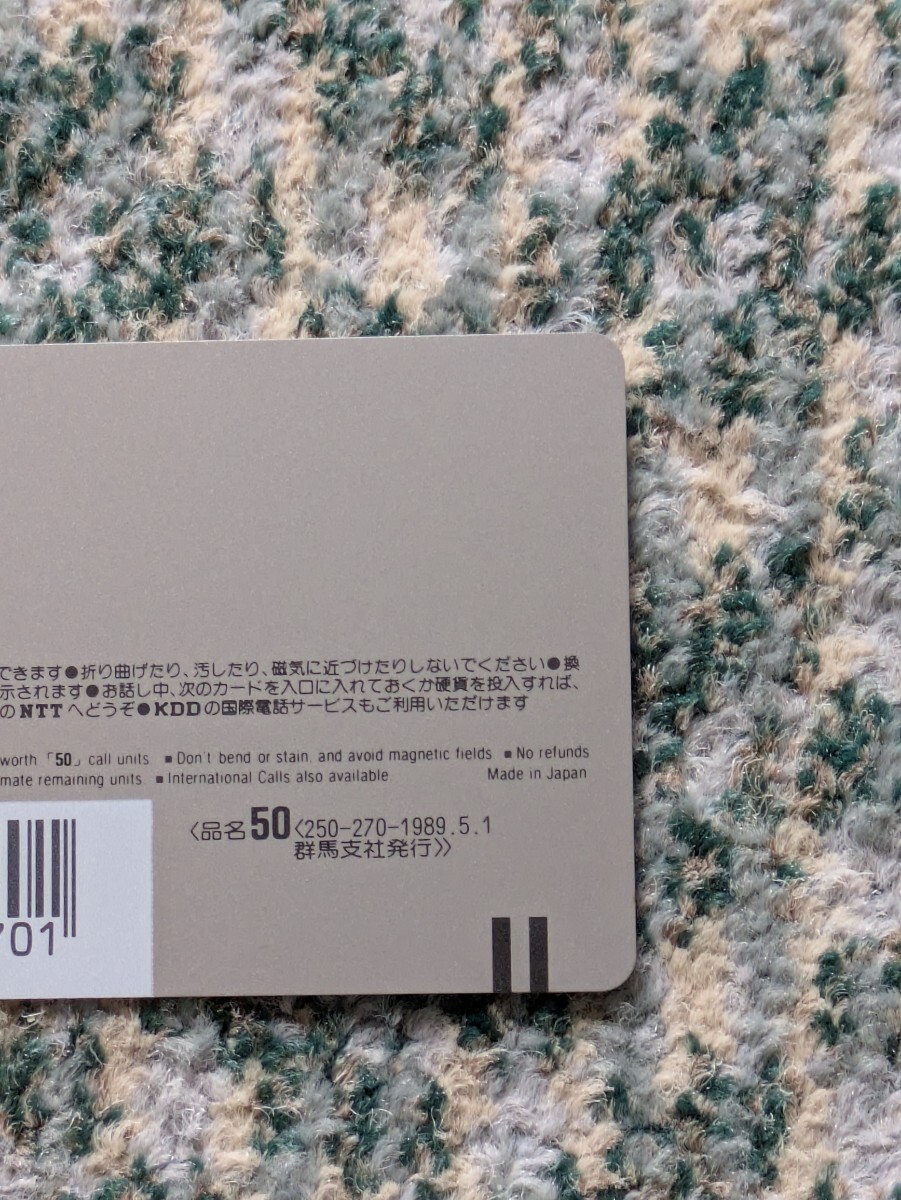 できます●折り曲げたり、汚したり、磁気に近づけたりしないでください●換
示されます●お話し中、次のカードを入口に入れておくか硬貨を投入すれば、
のNTTへどうぞ●KDDの国際電話サービスもご利用いただけます
worth「50」call units ■Don't bend or stain, and avoid magnetic fields ■No refunds
mate remaining units ■International Calls also available Made in Japan
〈品名50〈250-270-1989.5.1
群馬支社発行》〉
701